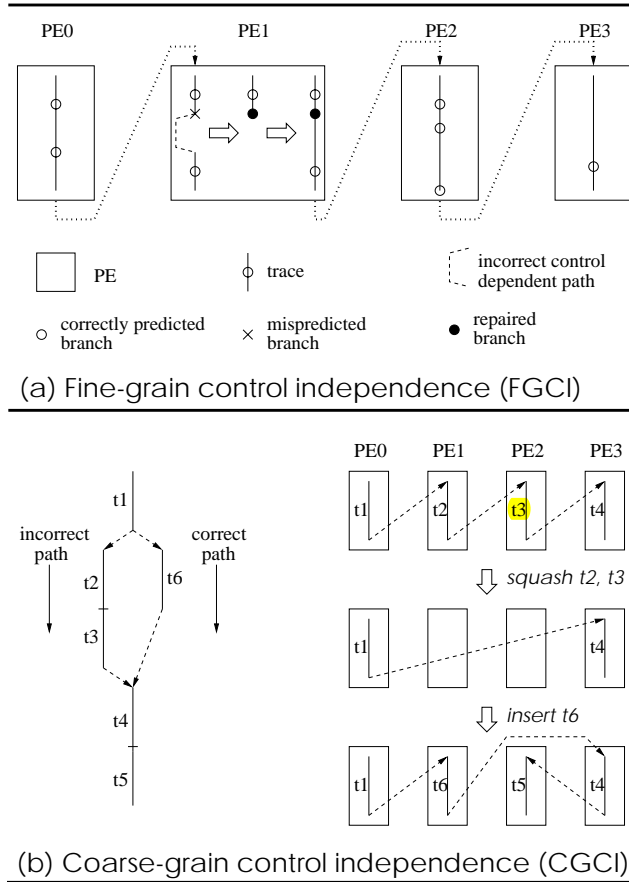 PE0 PE1 PE2 PE3
PE
trace
incorrect control
dependent path
correctly predicted
branch
mispredicted
branch
repaired
branch
(a) Fine-grain control independence (FGCI)
t1
incorrect
path
correct
path
t2
t6
t3
t4
t5
PE0 PE1 PE2 PE3
t1 t2 t3 t4
squash t2, t3
t1 t4
insert t6
t1 t6 t5 t4
(b) Coarse-grain control independence (CGCI)